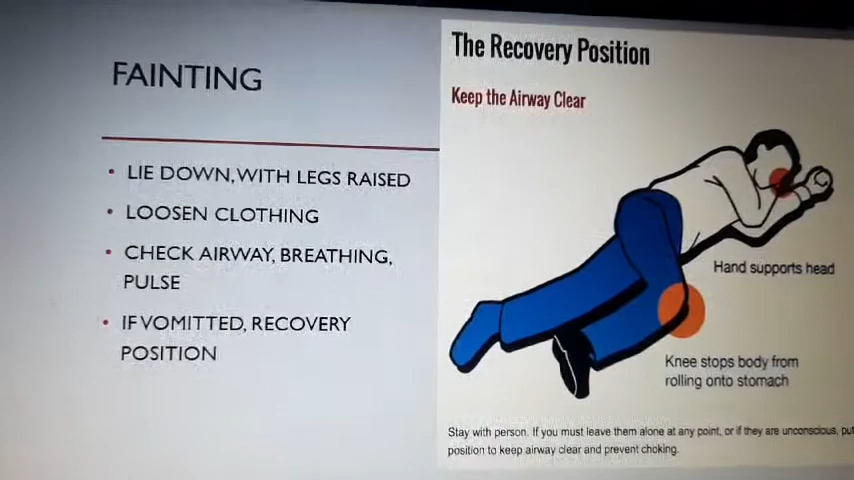 FAINTING
• LIE DOWN, WITH LEGS RAISED
• LOOSEN CLOTHING
• CHECK AIRWAY, BREATHING,
PULSE
• IF VOMITTED, RECOVERY
POSITION
The Recovery Position
Keep the Airway Clear
Hand supports head
Knee stops body from
rolling onto stomach
Stay with person. If you must leave them alone at any point, or if they are unconscious, put
position to keep airway clear and prevent choking.